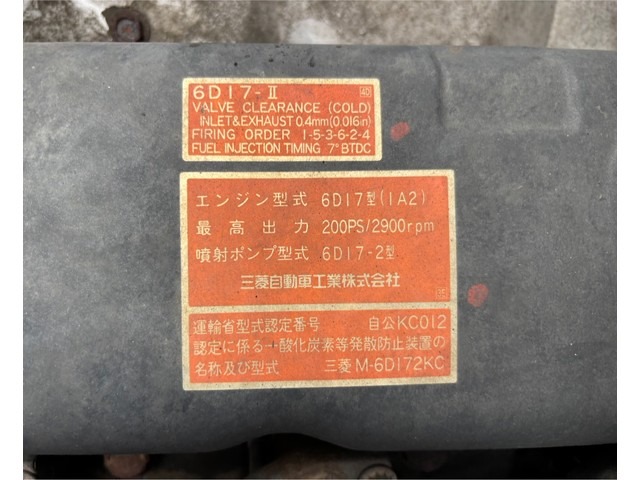 6D17-II
VALVE CLEARANCE (COLD)
INLET&EXHAUST 0.4mm(0.016in)
FIRING ORDER 1-5-3-6-2-4
FUEL INJECTION TIMING 7° BTDC
エンジン型式 6D17型(1A2)
最高出力 200PS/2900rpm
噴射ポンプ型式 6D17-2型
三菱自動車工業株式会社
運輸省型式認定番号 自公KC012
認定に係る一酸化炭素等発散防止装置の
名称及び型式 三菱 M-6D172KC